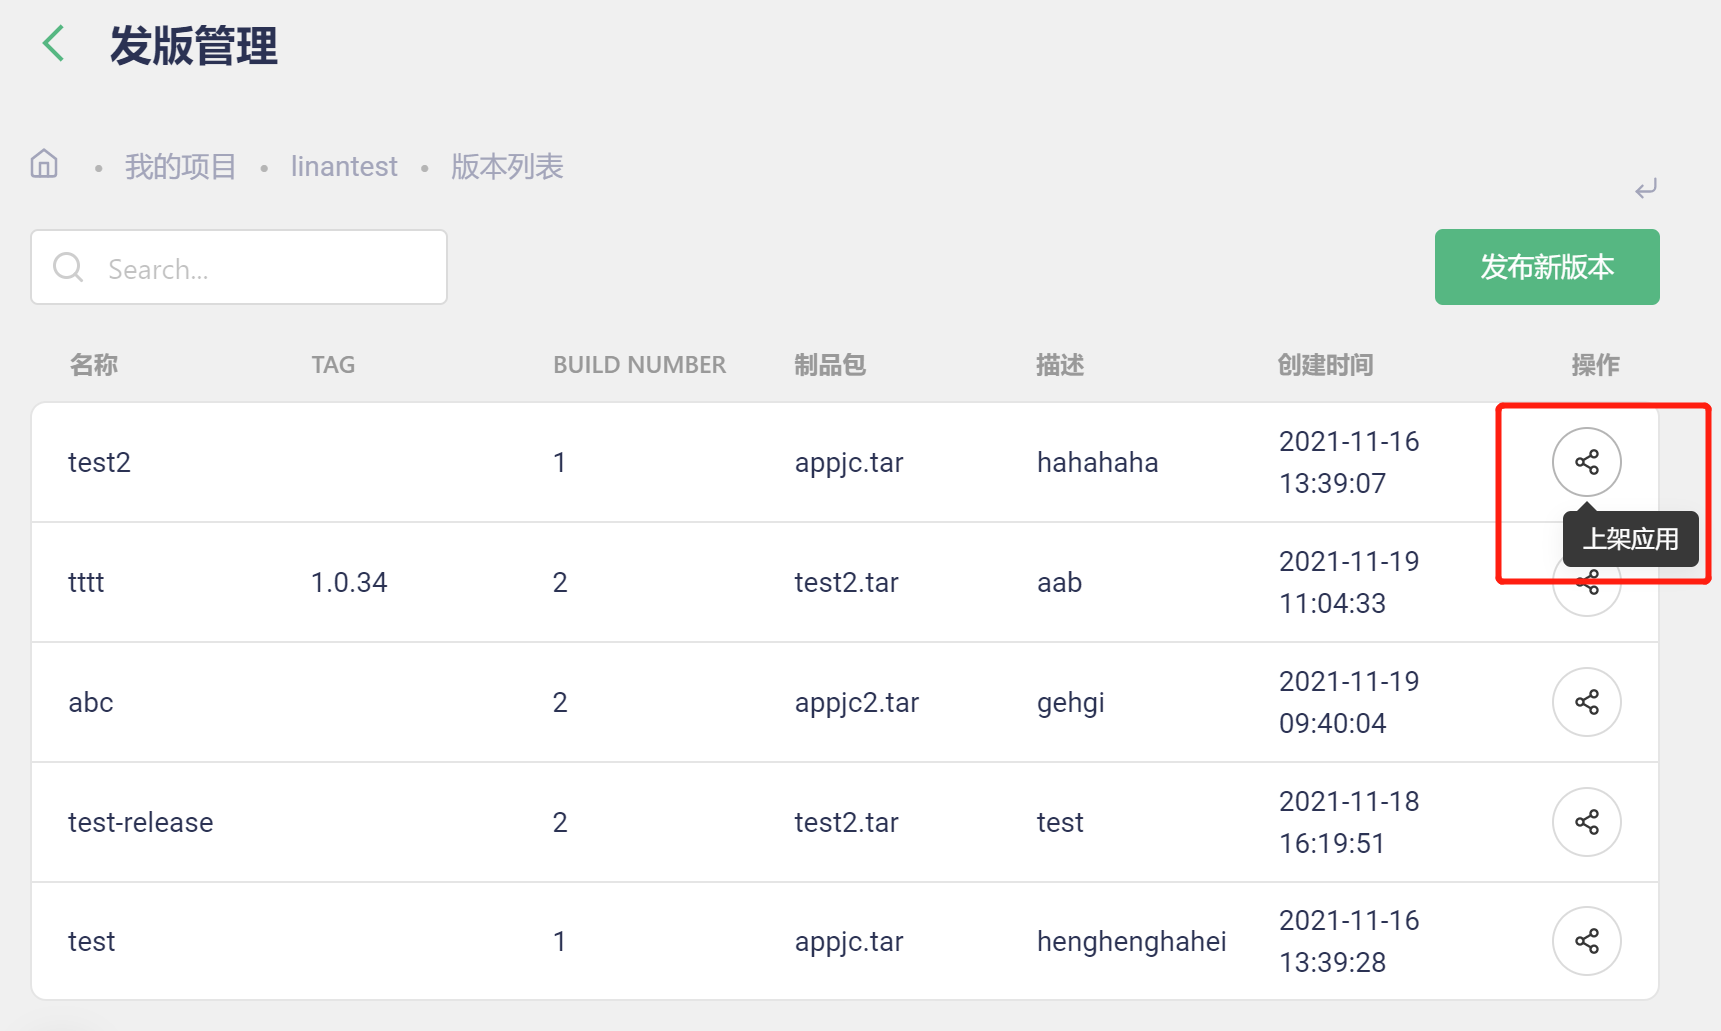 发版管理
我的项目 • linantest • 版本列表
Search...
发布新版本
名称 TAG BUILD NUMBER 制品包 描述 创建时间 操作
test2 1 appjc.tar hahahaha 2021-11-16
13:39:07
上架应用
tttt 1.0.34 2 test2.tar aab 2021-11-19
11:04:33
abc 2 appjc2.tar gehgi 2021-11-19
09:40:04
test-release 2 test2.tar test 2021-11-18
16:19:51
test 1 appjc.tar henghenghahei 2021-11-16
13:39:28